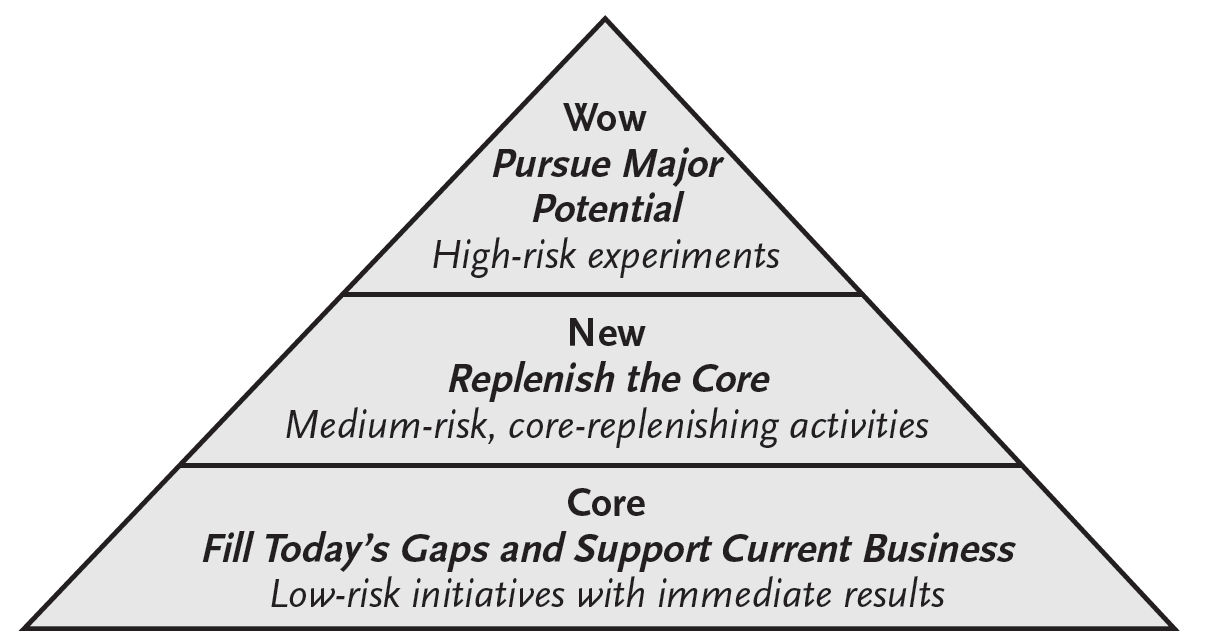 Wow
Pursue Major
Potential
High-risk experiments
New
Replenish the Core
Medium-risk, core-replenishing activities
Core
Fill Today’s Gaps and Support Current Business
Low-risk initiatives with immediate results